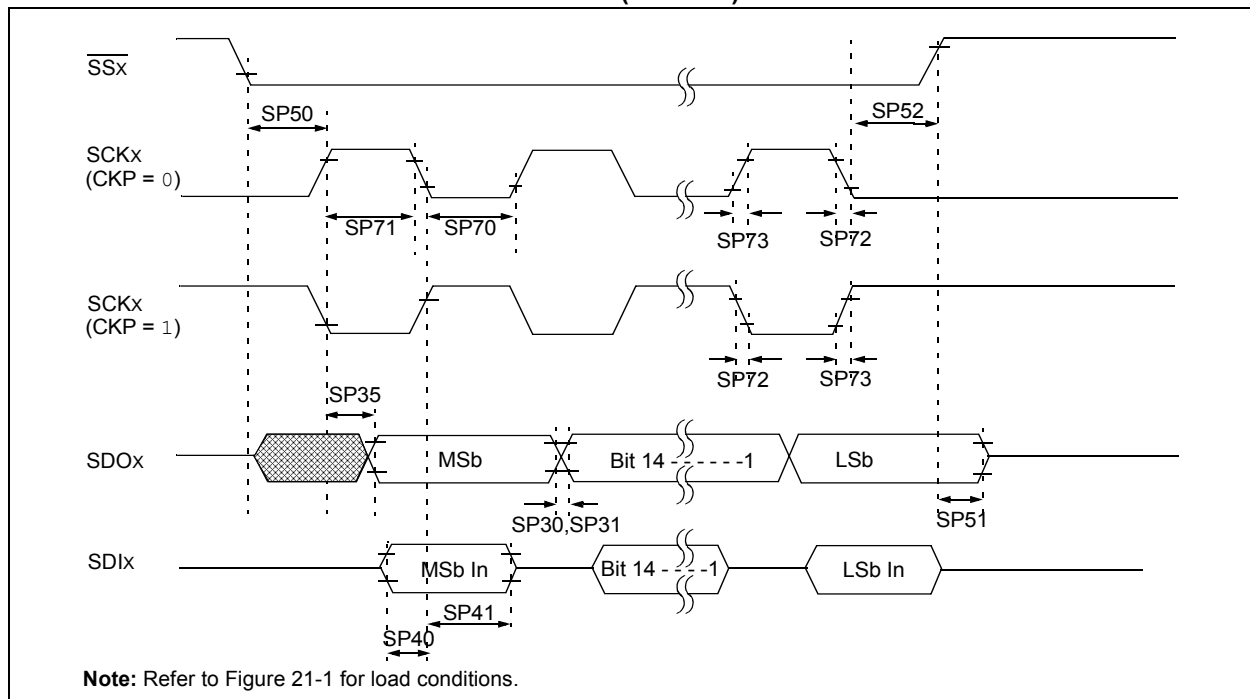 SSx
SP50
SP52
SCKx
(CKP = 0)
SP71
SP70
SP73
SP72
SCKx
(CKP = 1)
SP72
SP73
SP35
SDOx
MSb
Bit 14 - - - - - -1
LSb
SP30,SP31
SP51
SDIx
MSb In
Bit 14 - - - -1
LSb In
SP41
SP40
Note: Refer to Figure 21-1 for load conditions.